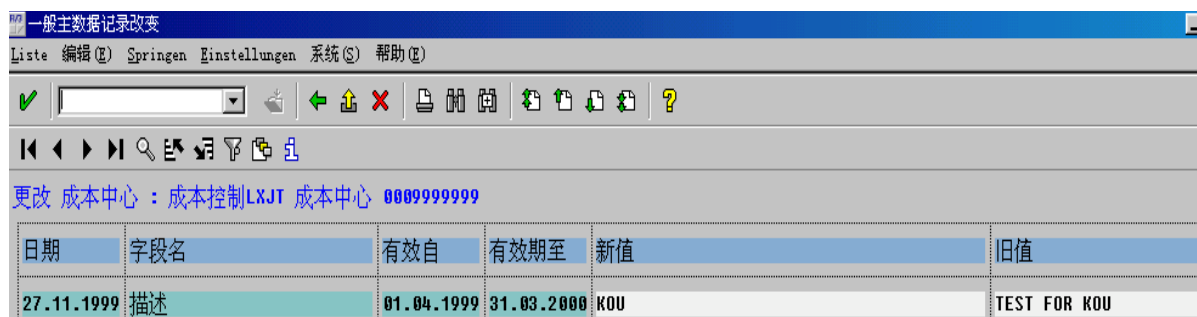 一般主数据记录改变
Liste 编辑(E) Springen Einstellungen 系统(S) 帮助(E)
更改 成本中心 : 成本控制LXJT 成本中心 0009999999
日期 字段名 有效自 有效期至 新值 旧值
27.11.1999 描述 01.04.1999 31.03.2000 KOU TEST FOR KOU